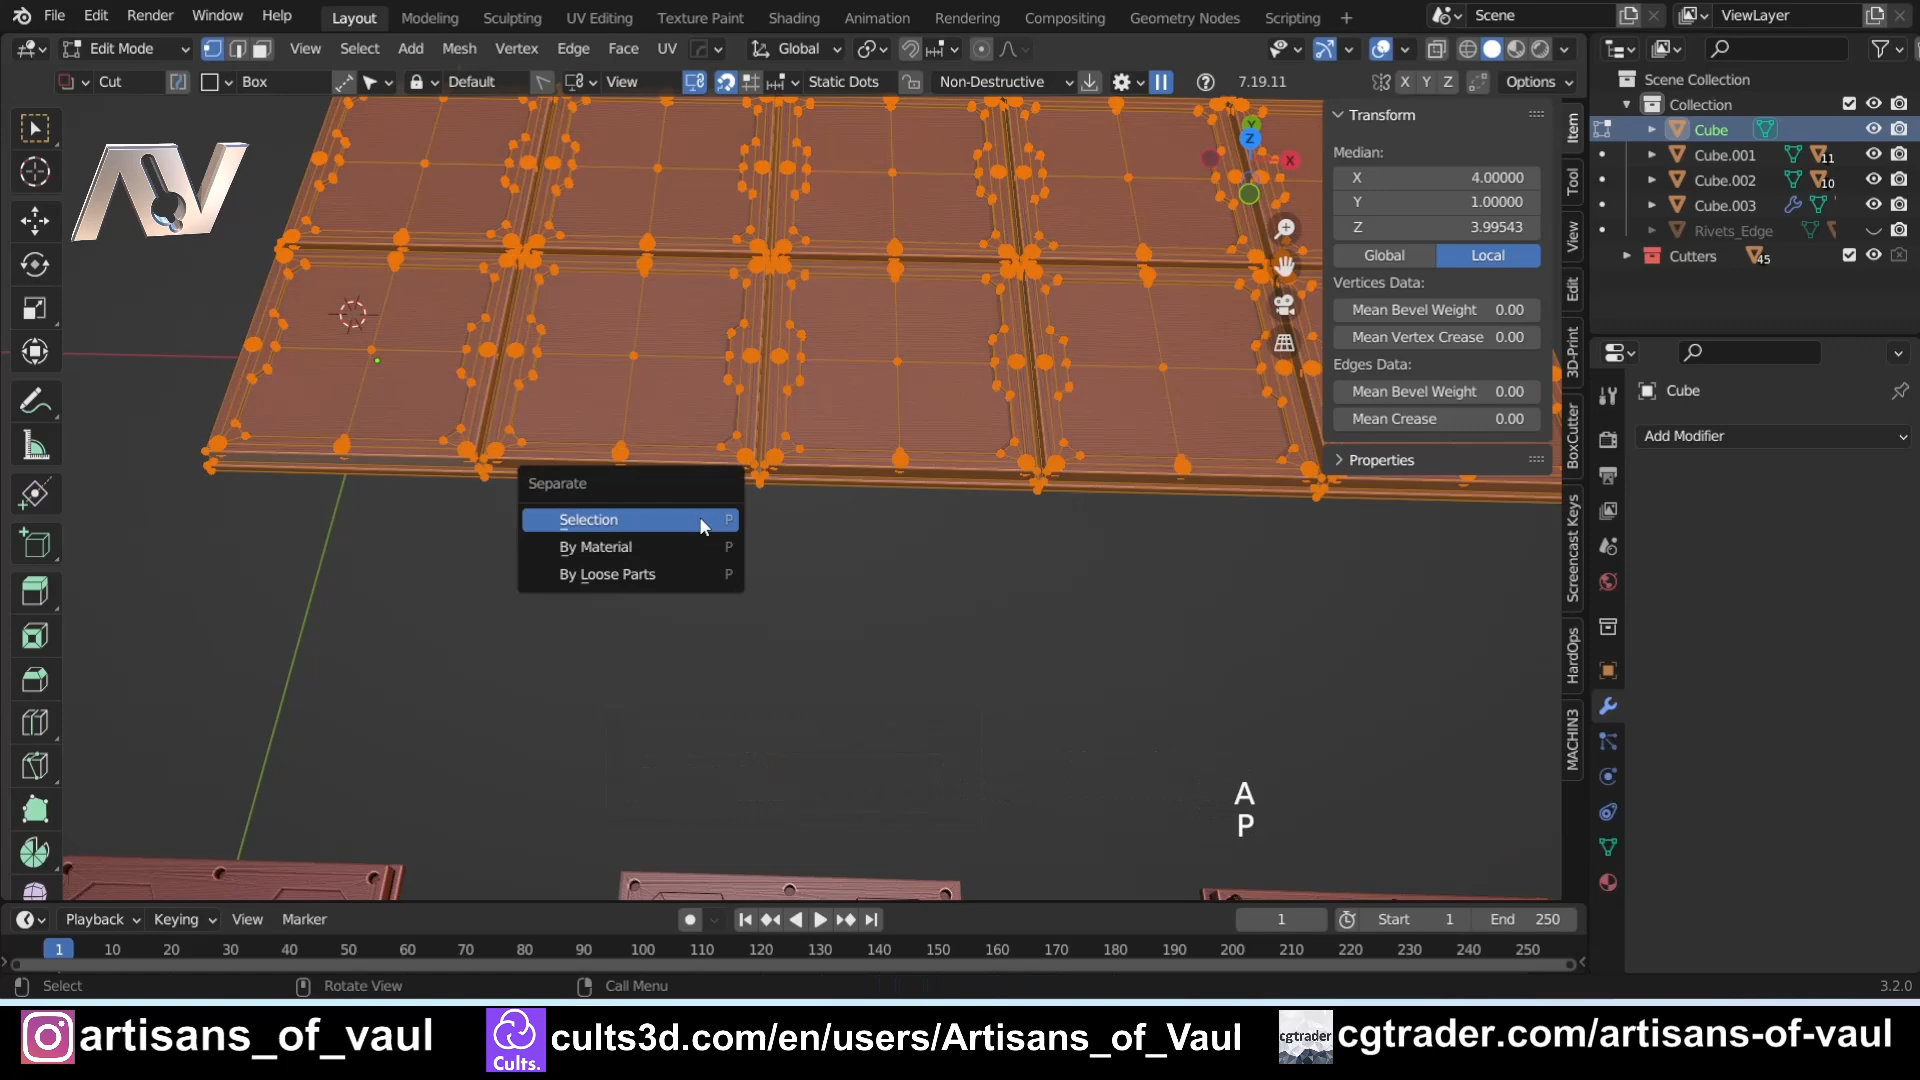 File Edit Render Window Help Layout Modeling Sculpting UV Editing Texture Paint Shading Animation Rendering Compositing Geometry Nodes Scripting + Scene ViewLayer
Edit Mode View Select Add Mesh Vertex Edge Face UV Global
Cut Box Default View Static Dots Non-Destructive 7.19.11 X Y Z Options
Scene Collection
Collection
Cube
Cube.001 11
Cube.002 10
Cube.003
Rivets_Edge
Cutters 45
Transform
Median:
X 4.00000
Y 1.00000
Z 3.99543
Global Local
Vertices Data:
Mean Bevel Weight 0.00
Mean Vertex Crease 0.00
Edges Data:
Mean Bevel Weight 0.00
Mean Crease 0.00
Properties
Item
Tool
View
Edit
3D-Print
BoxCutter
Screencast Keys
HardOps
MACHIN3
Y
Z
X
AV
Cube
Add Modifier
Separate
Selection P
By Material P
By Loose Parts P
A
P
Playback Keying View Marker 1 Start 1 End 250
1 10 20 30 40 50 60 70 80 90 100 110 120 130 140 150 160 170 180 190 200 210 220 230 240 250
Select Rotate View Call Menu 3.2.0
artisans_of_vaul Cults. cults3d.com/en/users/Artisans_of_Vaul cgtrader cgtrader.com/artisans-of-vaul